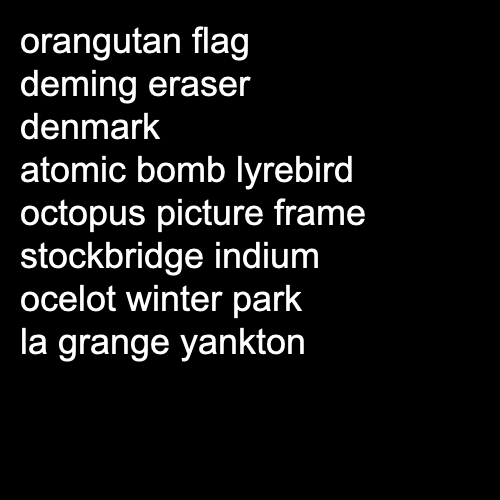 orangutan flag
deming eraser
denmark
atomic bomb lyrebird
octopus picture frame
stockbridge indium
ocelot winter park
la grange yankton